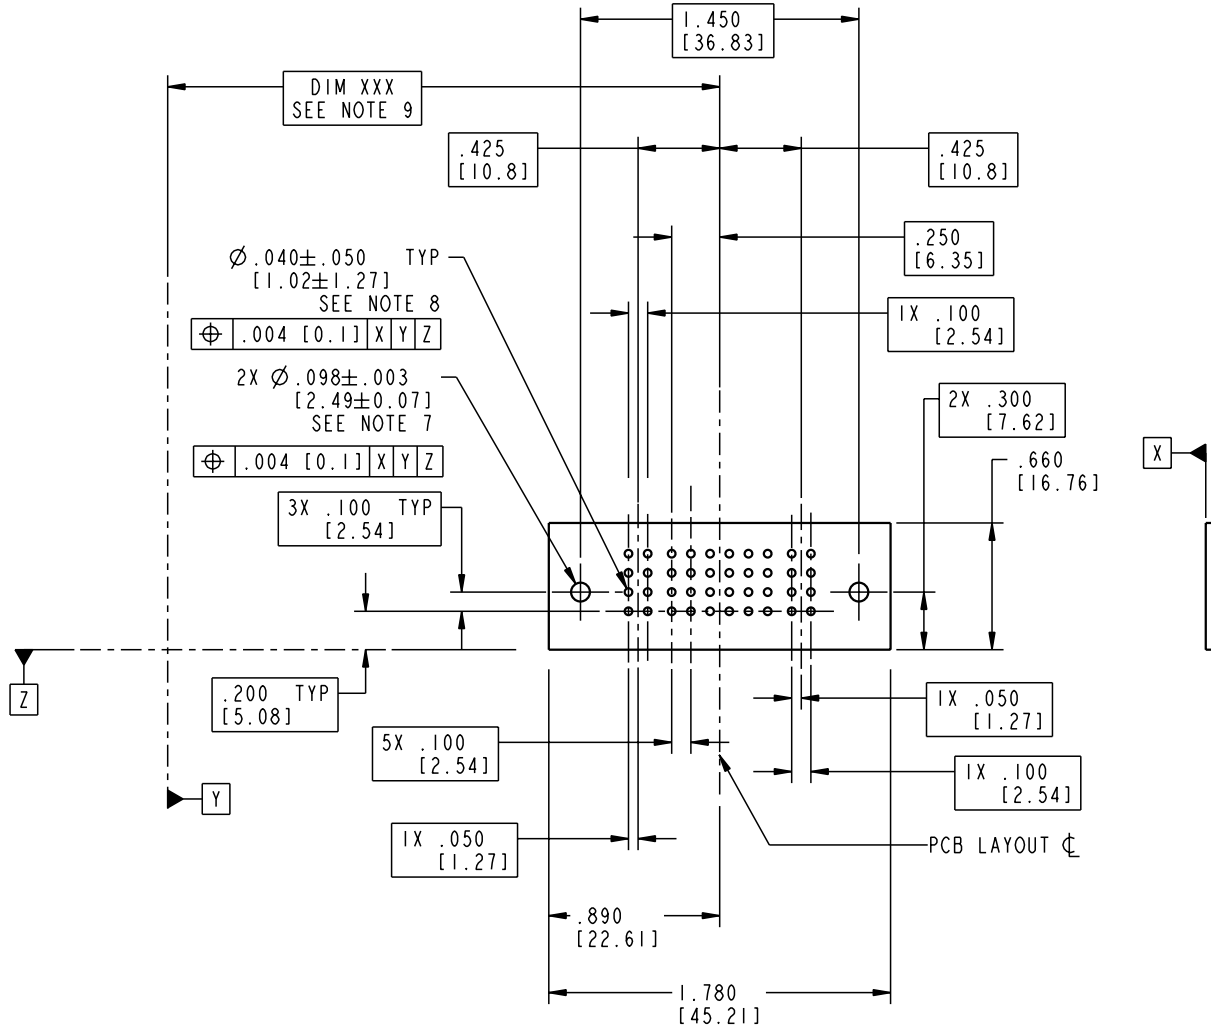 1.450
[36.83]
DIM XXX
SEE NOTE 9
.425
[10.8]
.425
[10.8]
.250
[6.35]
Ø.040±.050 TYP
[1.02±1.27]
SEE NOTE 8
⌖ .004 [0.1] X Y Z
1X .100
[2.54]
2X Ø.098±.003
[2.49±0.07]
SEE NOTE 7
⌖ .004 [0.1] X Y Z
2X .300
[7.62]
X
.660
[16.76]
3X .100 TYP
[2.54]
Z
.200 TYP
[5.08]
1X .050
[1.27]
5X .100
[2.54]
1X .100
[2.54]
Y
1X .050
[1.27]
PCB LAYOUT ℄
.890
[22.61]
1.780
[45.21]